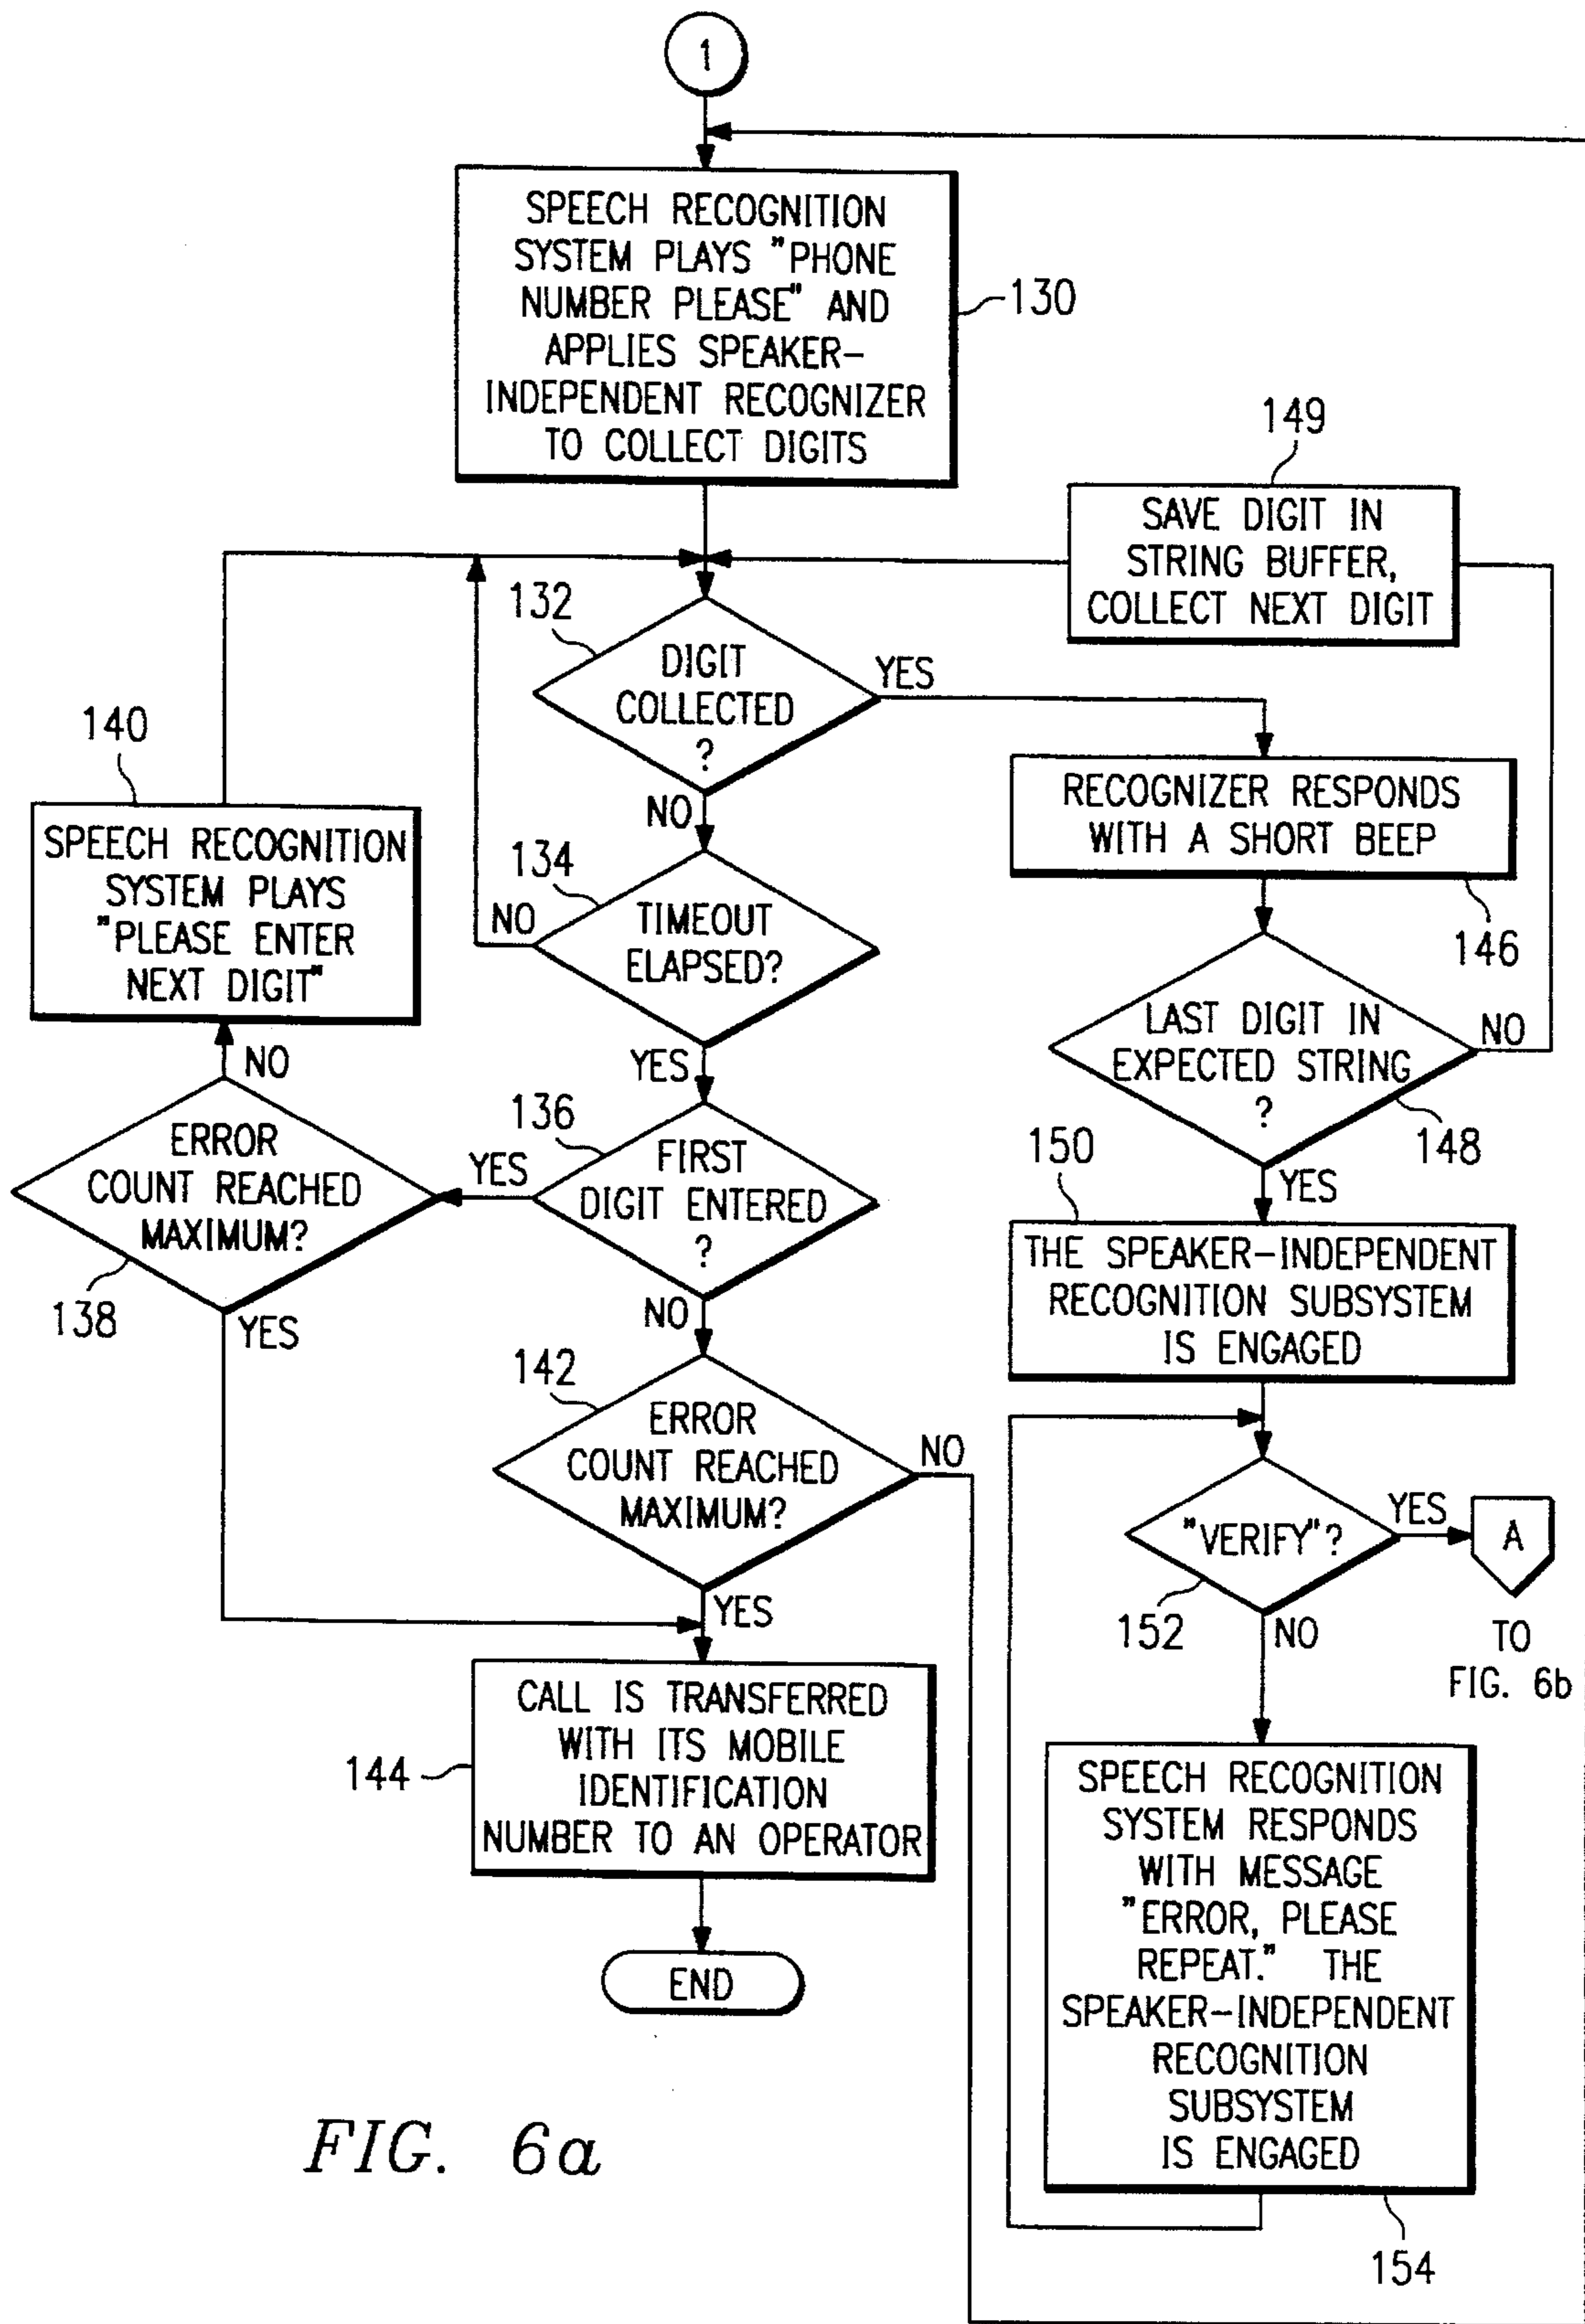 1
SPEECH RECOGNITION
SYSTEM PLAYS "PHONE
NUMBER PLEASE" AND
APPLIES SPEAKER-
INDEPENDENT RECOGNIZER
TO COLLECT DIGITS
130
149
SAVE DIGIT IN
STRING BUFFER,
COLLECT NEXT DIGIT
132
DIGIT
COLLECTED
?
YES
NO
140
SPEECH RECOGNITION
SYSTEM PLAYS
"PLEASE ENTER
NEXT DIGIT"
RECOGNIZER RESPONDS
WITH A SHORT BEEP
146
134
TIMEOUT
ELAPSED?
NO
YES
LAST DIGIT IN
EXPECTED STRING
?
NO
148
YES
136
FIRST
DIGIT ENTERED
?
YES
NO
NO
ERROR
COUNT REACHED
MAXIMUM?
138
YES
150
THE SPEAKER-INDEPENDENT
RECOGNITION SUBSYSTEM
IS ENGAGED
142
ERROR
COUNT REACHED
MAXIMUM?
NO
YES
"VERIFY"?
YES
A
152
NO
TO
FIG. 6b
144
CALL IS TRANSFERRED
WITH ITS MOBILE
IDENTIFICATION
NUMBER TO AN OPERATOR
END
SPEECH RECOGNITION
SYSTEM RESPONDS
WITH MESSAGE
"ERROR, PLEASE
REPEAT." THE
SPEAKER-INDEPENDENT
RECOGNITION
SUBSYSTEM
IS ENGAGED
154
FIG. 6a